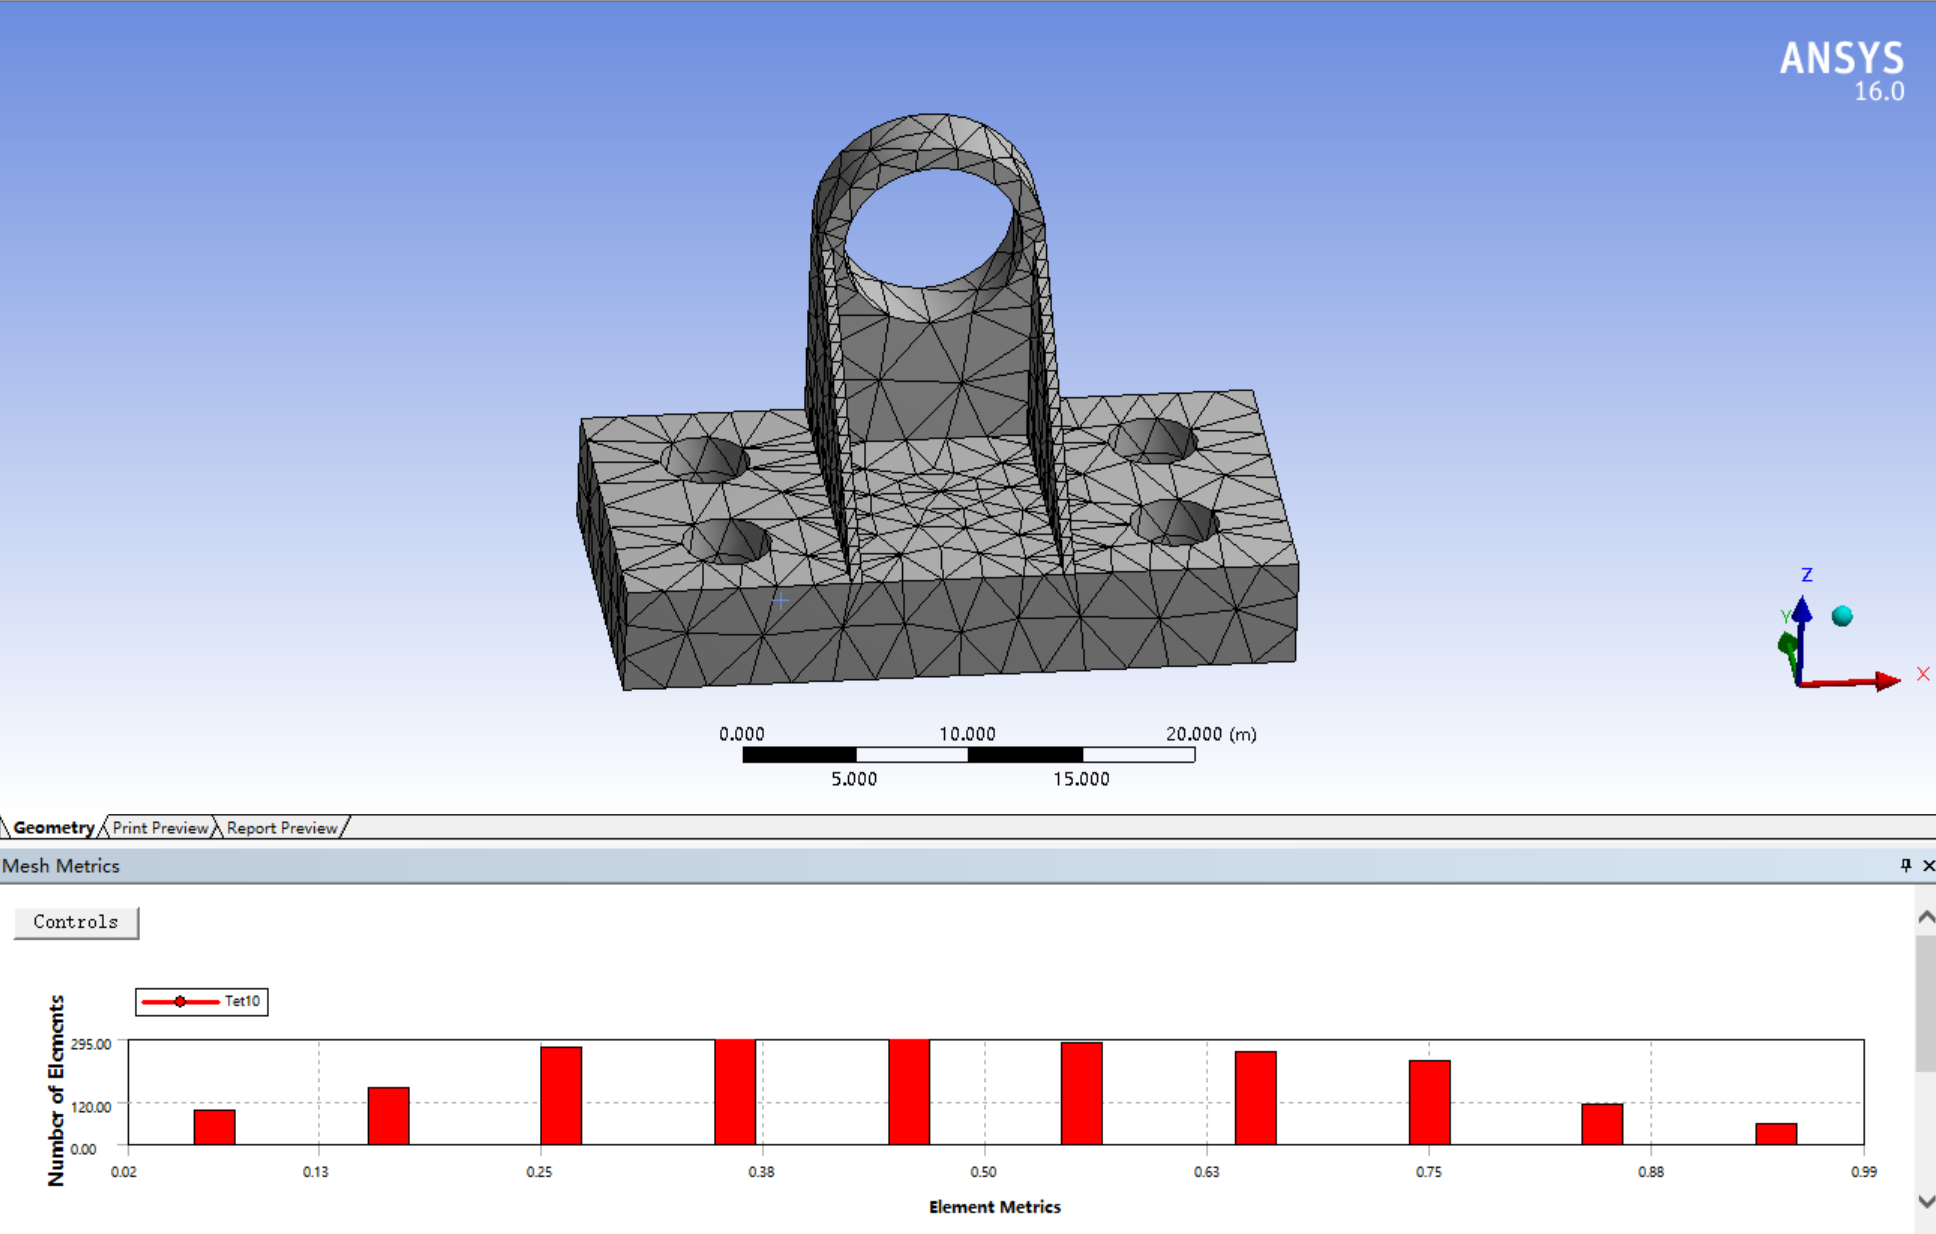 ANSYS
16.0
Z
Y
X
0.000 10.000 20.000 (m)
5.000 15.000
Geometry Print Preview Report Preview
Mesh Metrics
Controls
Tet10
Number of Elements
295.00
120.00
0.00
0.02 0.13 0.25 0.38 0.50 0.63 0.75 0.88 0.99
Element Metrics